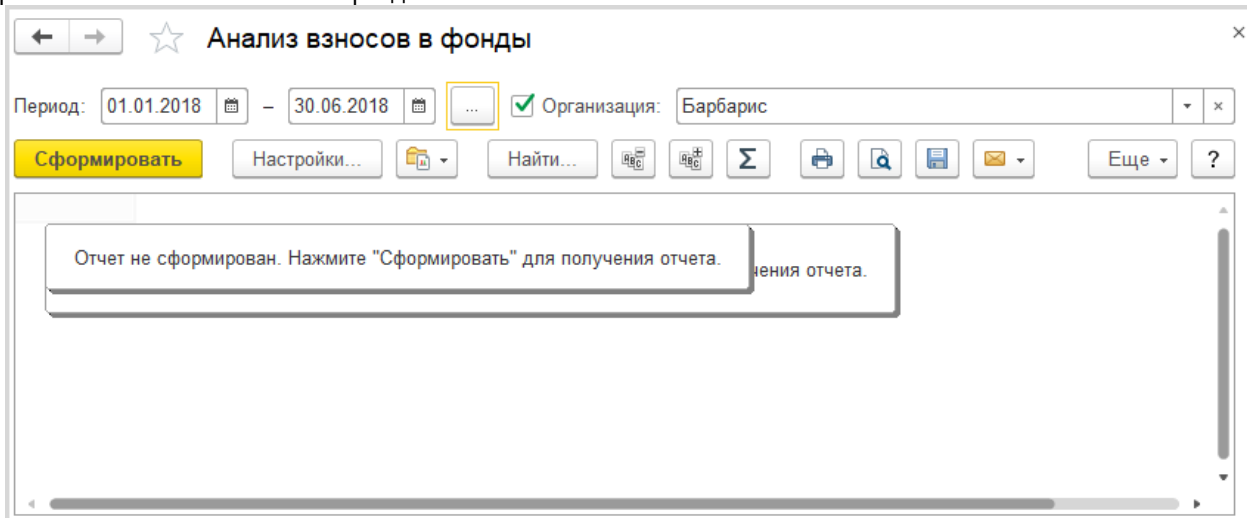 Анализ взносов в фонды
Период: 01.01.2018 – 30.06.2018 ... Организация: Барбарис
Сформировать Настройки... Найти... Σ Еще ?
Отчет не сформирован. Нажмите "Сформировать" для получения отчета.
отчета.